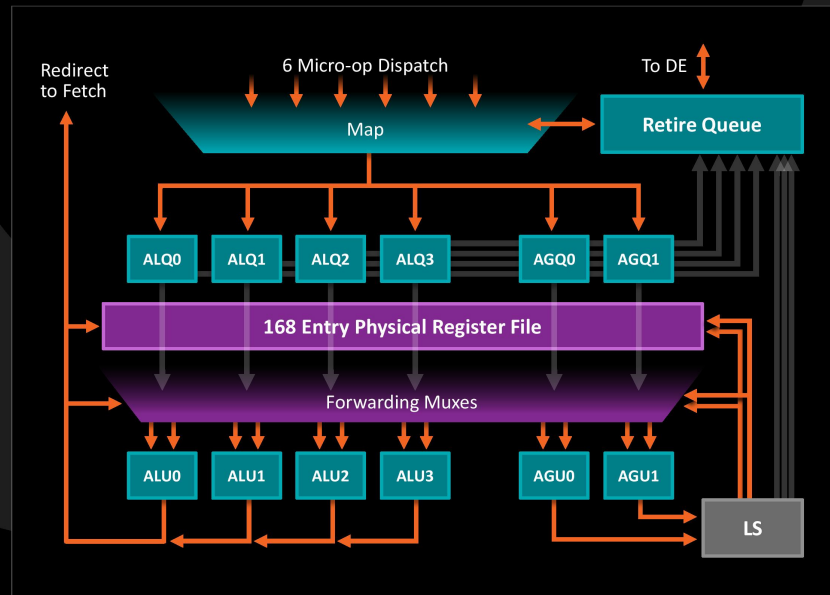 Redirect
to Fetch
6 Micro-op Dispatch
To DE
Map
Retire Queue
ALQ0
ALQ1
ALQ2
ALQ3
AGQ0
AGQ1
168 Entry Physical Register File
Forwarding Muxes
ALU0
ALU1
ALU2
ALU3
AGU0
AGU1
LS